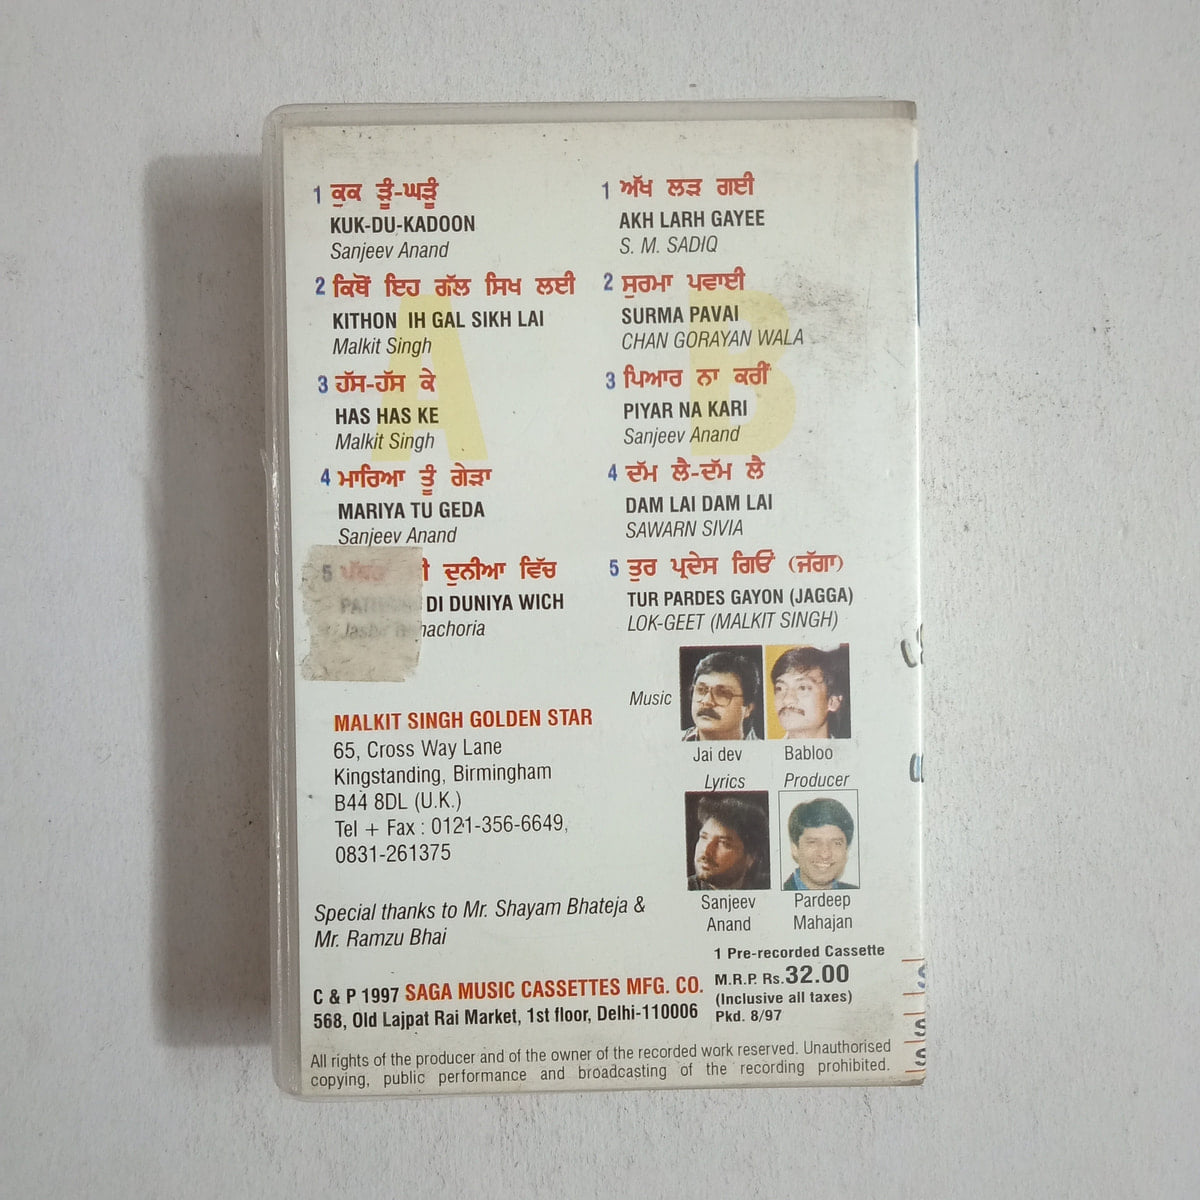 1 ਕੁਕ ੜੂੰ-ਘੜੂੰ
KUK-DU-KADOON
Sanjeev Anand
2 ਕਿਥੋਂ ਇਹ ਗੱਲ ਸਿਖ ਲਈ
KITHON IH GAL SIKH LAI
Malkit Singh
3 ਹੱਸ-ਹੱਸ ਕੇ
HAS HAS KE
Malkit Singh
4 ਮਾਰਿਆ ਤੂੰ ਗੇੜਾ
MARIYA TU GEDA
Sanjeev Anand
5 ਦੁਨੀਆ ਵਿੱਚ
DI DUNIYA WICH
A
1 ਅੱਖ ਲੜ ਗਈ
AKH LARH GAYEE
S. M. SADIQ
2 ਸੁਰਮਾ ਪਵਾਈ
SURMA PAVAI
CHAN GORAYAN WALA
3 ਪਿਆਰ ਨਾ ਕਰੀਂ
PIYAR NA KARI
Sanjeev Anand
4 ਦੱਮ ਲੈ-ਦੱਮ ਲੈ
DAM LAI DAM LAI
SAWARN SIVIA
5 ਤੁਰ ਪ੍ਰਦੇਸ ਗਿਓਂ (ਜੱਗਾ)
TUR PARDES GAYON (JAGGA)
LOK-GEET (MALKIT SINGH)
B
MALKIT SINGH GOLDEN STAR
65, Cross Way Lane
Kingstanding, Birmingham
B44 8DL (U.K.)
Tel + Fax : 0121-356-6649,
0831-261375
Music
Jai dev Babloo
Lyrics Producer
Sanjeev Anand
Pardeep Mahajan
Special thanks to Mr. Shayam Bhateja &
Mr. Ramzu Bhai
C & P 1997 SAGA MUSIC CASSETTES MFG. CO.
568, Old Lajpat Rai Market, 1st floor, Delhi-110006
1 Pre-recorded Cassette
M.R.P. Rs.32.00
(Inclusive all taxes)
Pkd. 8/97
All rights of the producer and of the owner of the recorded work reserved. Unauthorised
copying, public performance and broadcasting of the recording prohibited.